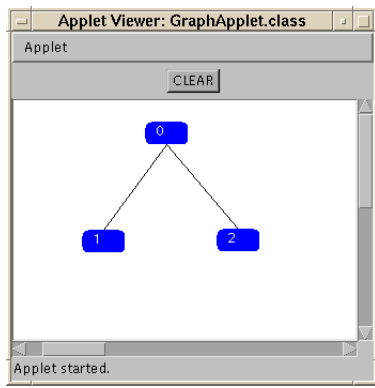 Applet Viewer: GraphApplet.class
Applet
CLEAR
0
1 2
Applet started.